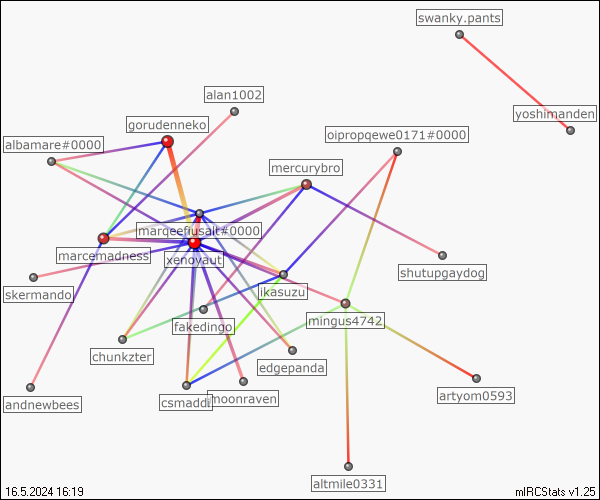 swanky.pants
alan1002
yoshimanden
gorudenneko
oipropqewe0171#0000
albamare#0000
mercurybro
marqeefiusalt#0000
marcemadness
xenoyaut
shutupgaydog
skermando
ikasuzu
fakedingo
mingus4742
chunkzter
edgepanda
artyom0593
andnewbees
csmaddi
moonraven
altmile0331
16.5.2024 16:19
mIRCStats v1.25